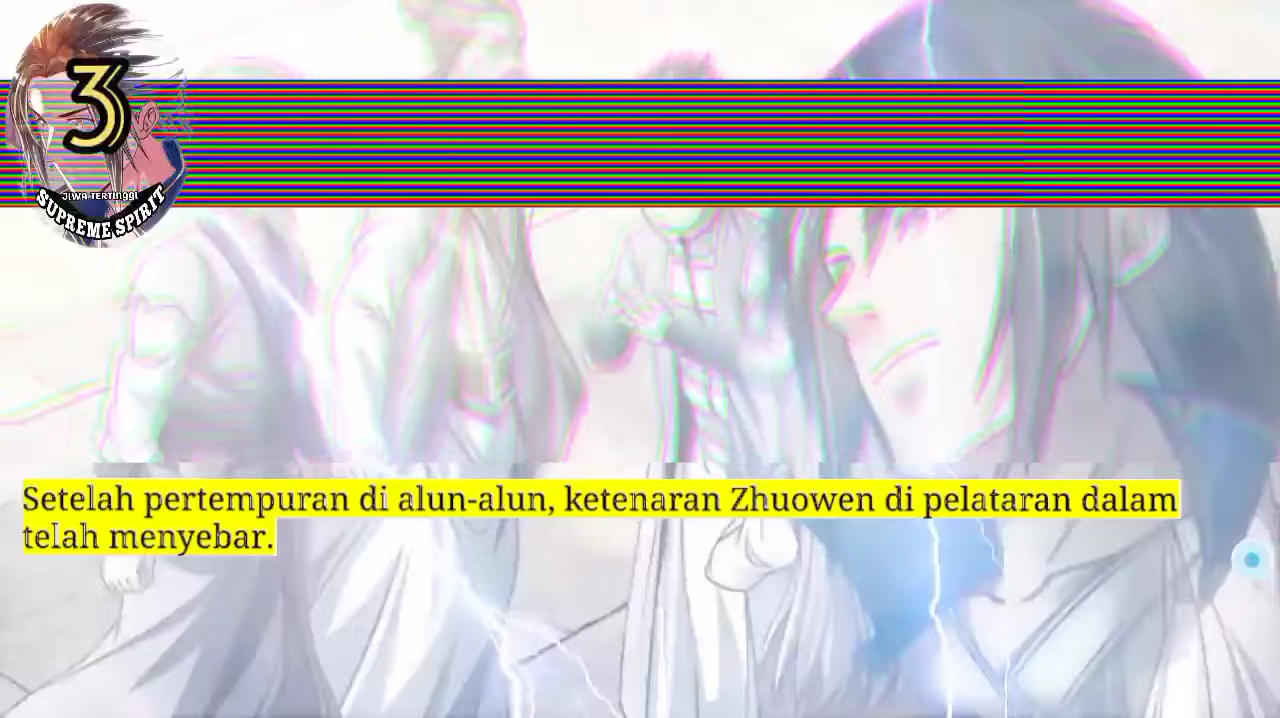 3
JIWA TERTINGGI
SUPREME SPIRIT
Setelah pertempuran di alun-alun, ketenaran Zhuowen di pelataran dalam
telah menyebar.